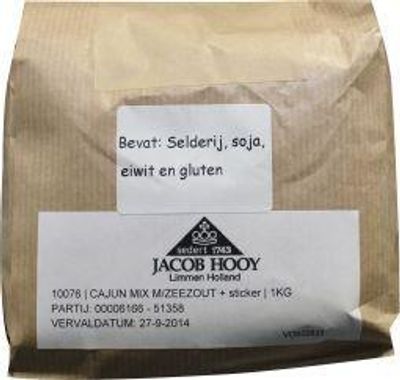 Bevat: Selderij, soja,
eiwit en gluten
sedert 1743
JACOB HOOY
Limmen Holland
10076 | CAJUN MIX M/ZEEZOUT + sticker | 1KG
PARTIJ: 00006166 - 51358
VERVALDATUM: 27-9-2014